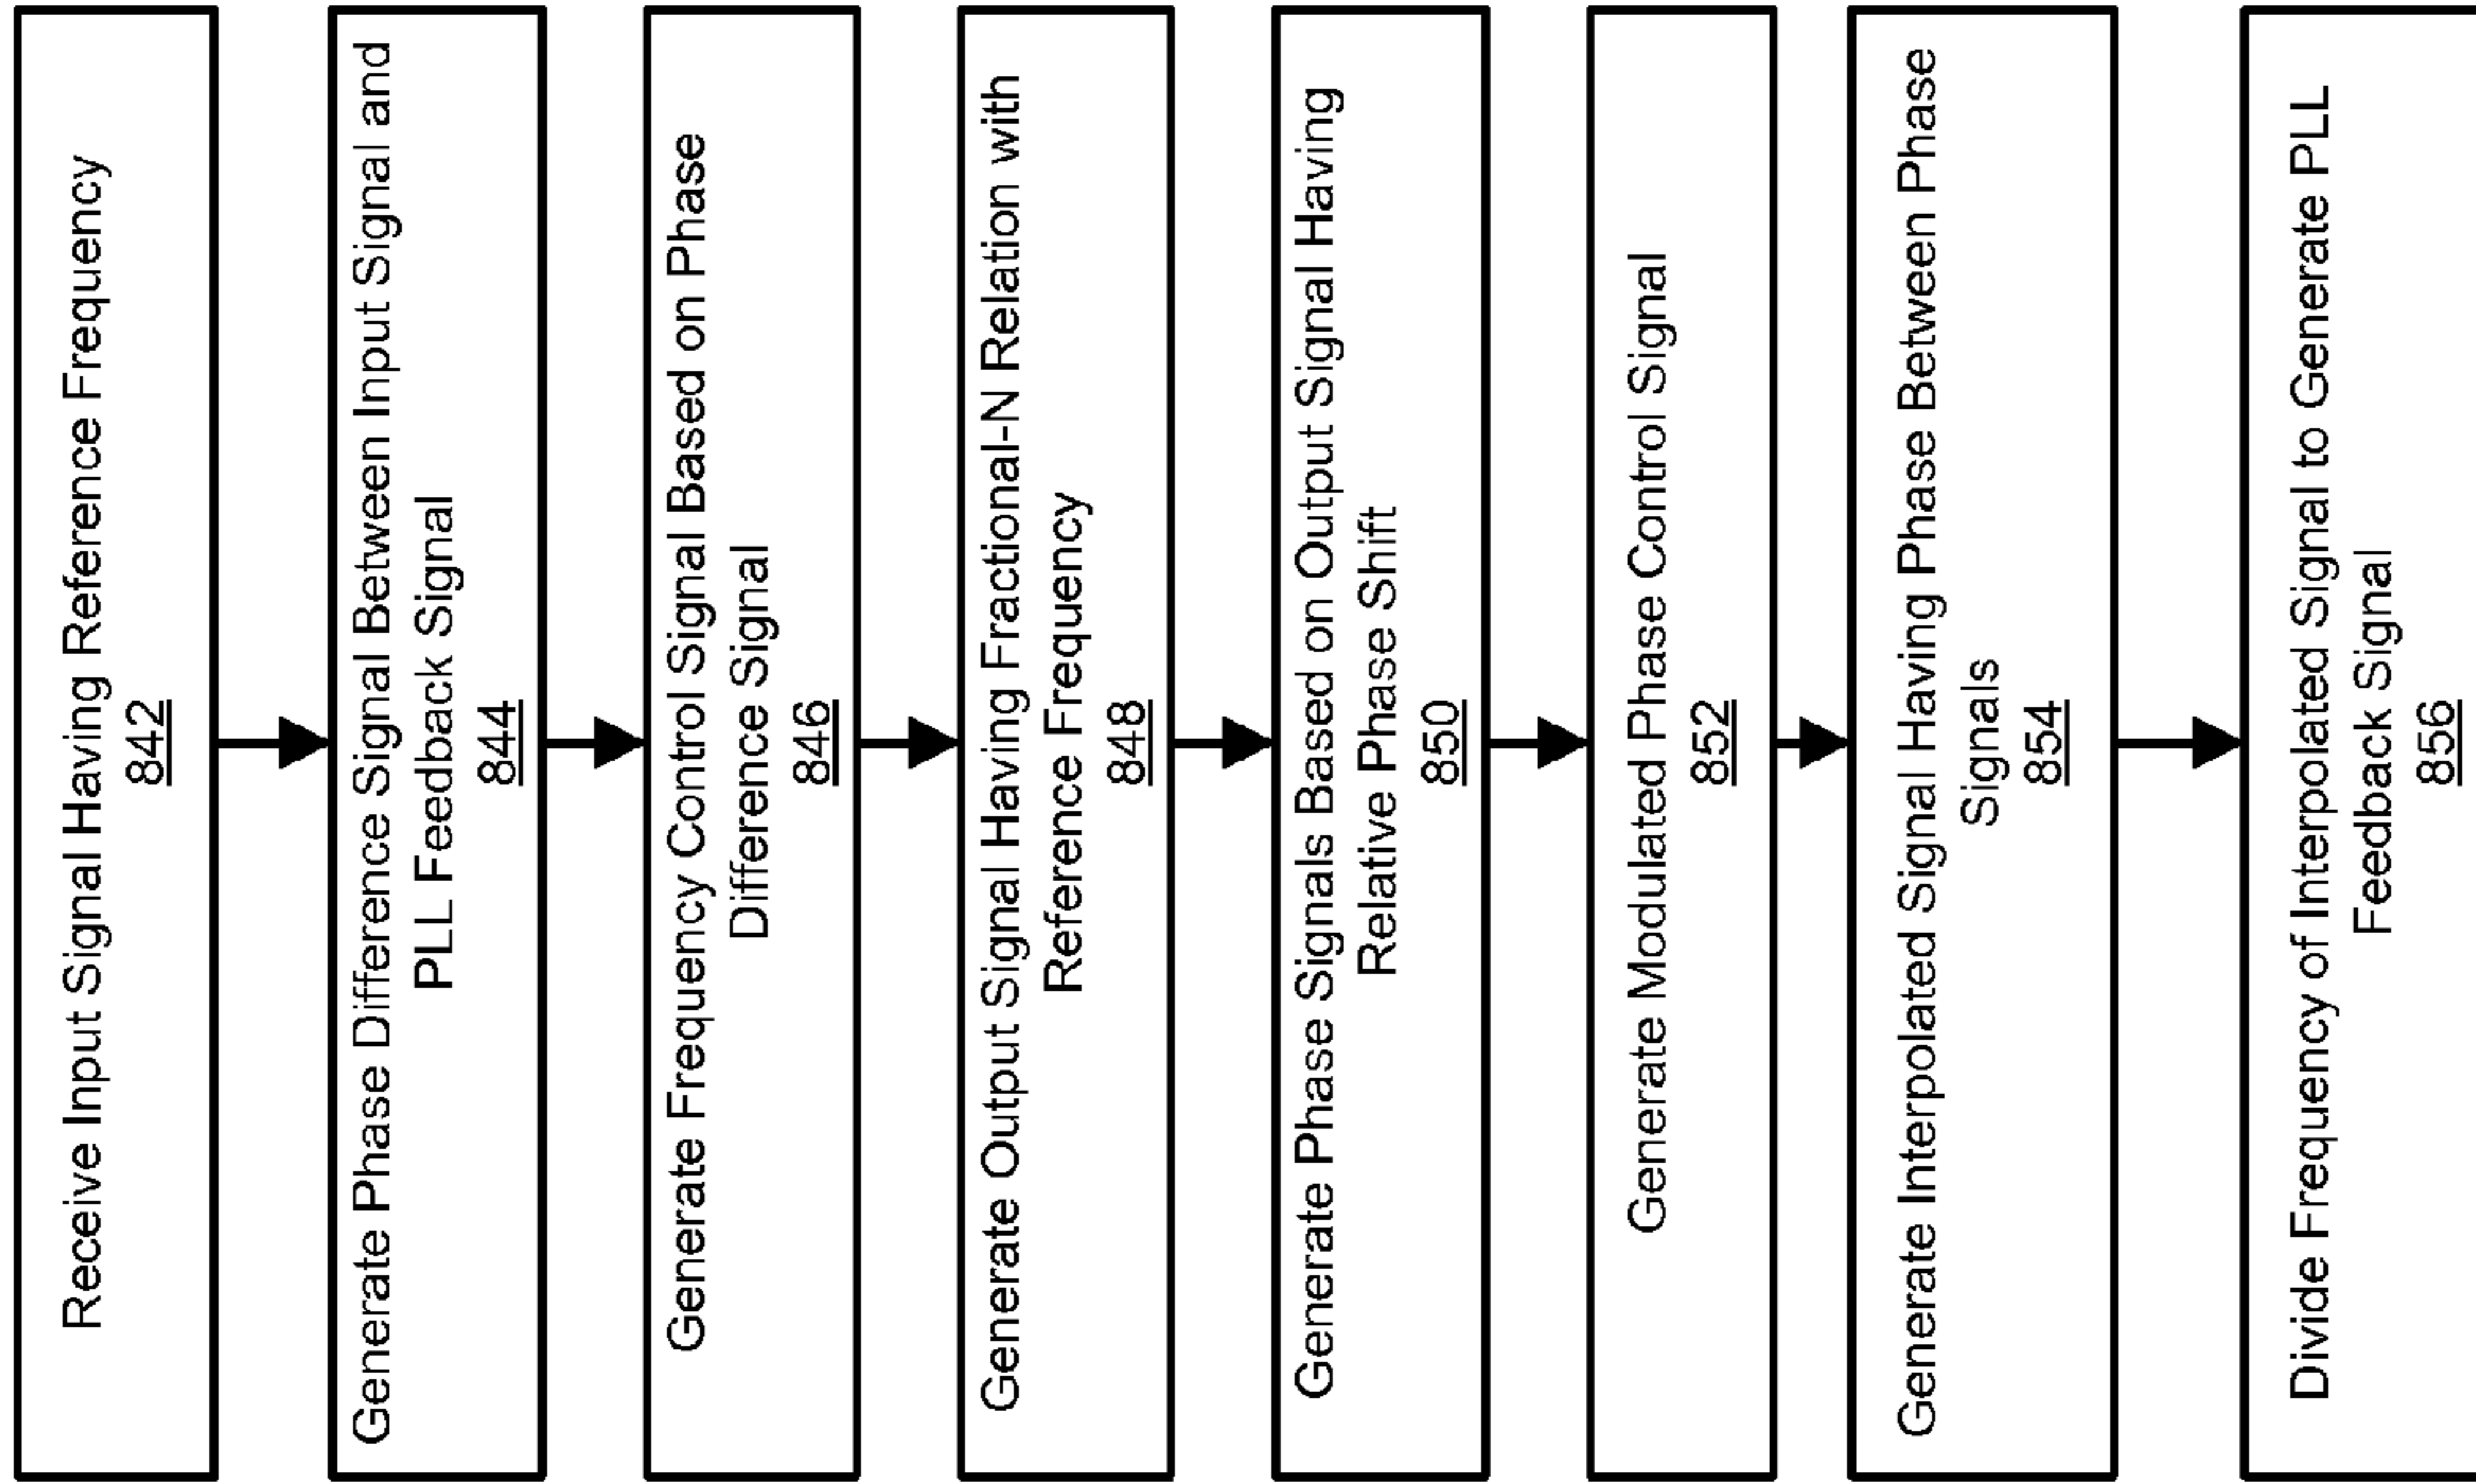 Receive Input Signal Having Reference Frequency
842
Generate Phase Difference Signal Between Input Signal and
PLL Feedback Signal
844
Generate Frequency Control Signal Based on Phase
Difference Signal
846
Generate Output Signal Having Fractional-N Relation with
Reference Frequency
848
Generate Phase Signals Based on Output Signal Having
Relative Phase Shift
850
Generate Modulated Phase Control Signal
852
Generate Interpolated Signal Having Phase Between Phase
Signals
854
Divide Frequency of Interpolated Signal to Generate PLL
Feedback Signal
856